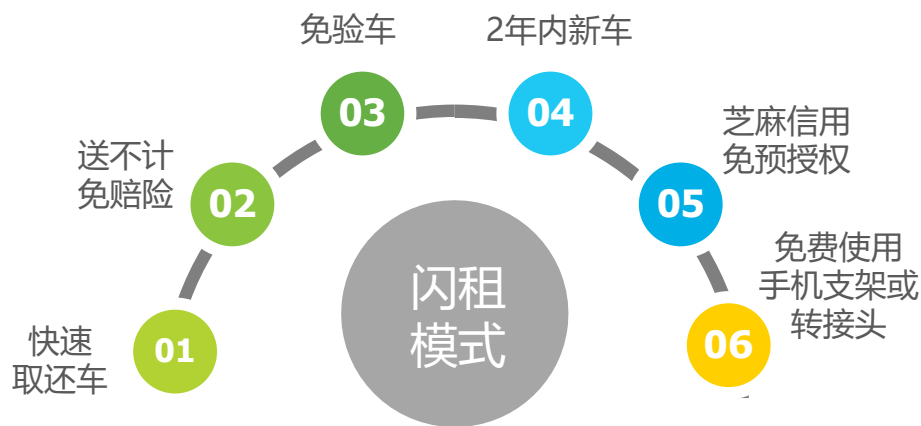 免验车
2年内新车
03
04
送不计
免赔险
芝麻信用
免预授权
02
05
闪租
模式
免费使用
手机支架或
转接头
快速
取还车
01
06